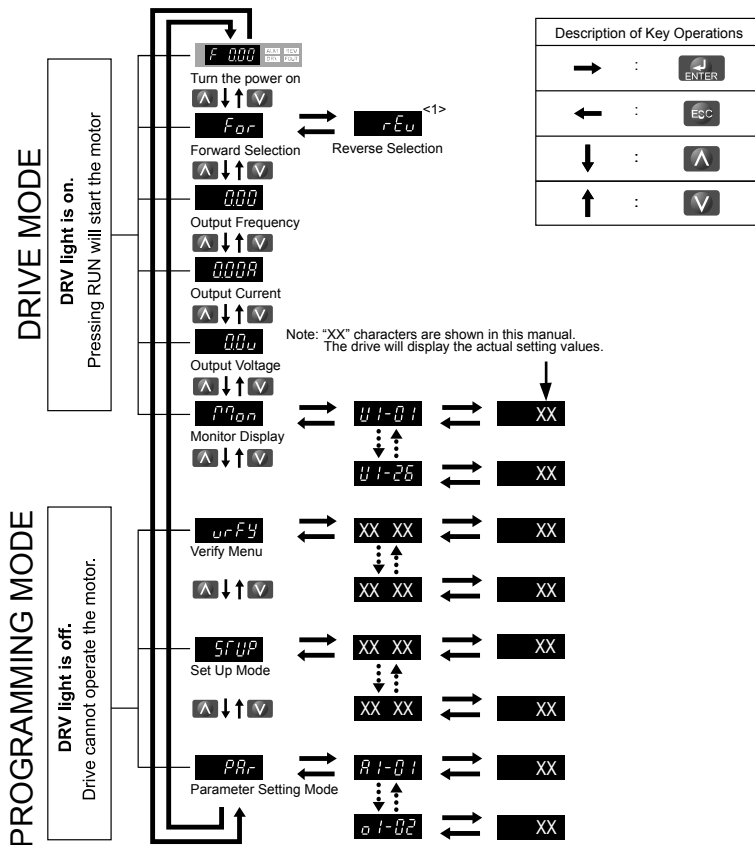 DRIVE MODE
DRV light is on.
Pressing RUN will start the motor
F 0.00 ALM REV DRV FOUT
Turn the power on
For
rEv <1>
Forward Selection
Reverse Selection
0.00
Output Frequency
0.00A
Output Current
0.0v
Output Voltage
Note: “XX” characters are shown in this manual.
The drive will display the actual setting values.
Mon
U1-01
XX
Monitor Display
U1-26
XX
PROGRAMMING MODE
DRV light is off.
Drive cannot operate the motor.
vrFY
XX XX
XX
Verify Menu
XX XX
XX
STUP
XX XX
XX
Set Up Mode
XX XX
XX
PAr
A1-01
XX
Parameter Setting Mode
o1-02
XX
Description of Key Operations
→ : ENTER
← : ESC
↓ : ∧
↑ : V